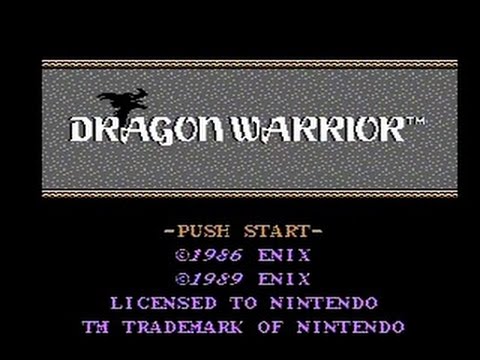 DRAGON WARRIOR™
-PUSH START-
©1986 ENIX
©1989 ENIX
LICENSED TO NINTENDO
TM TRADEMARK OF NINTENDO